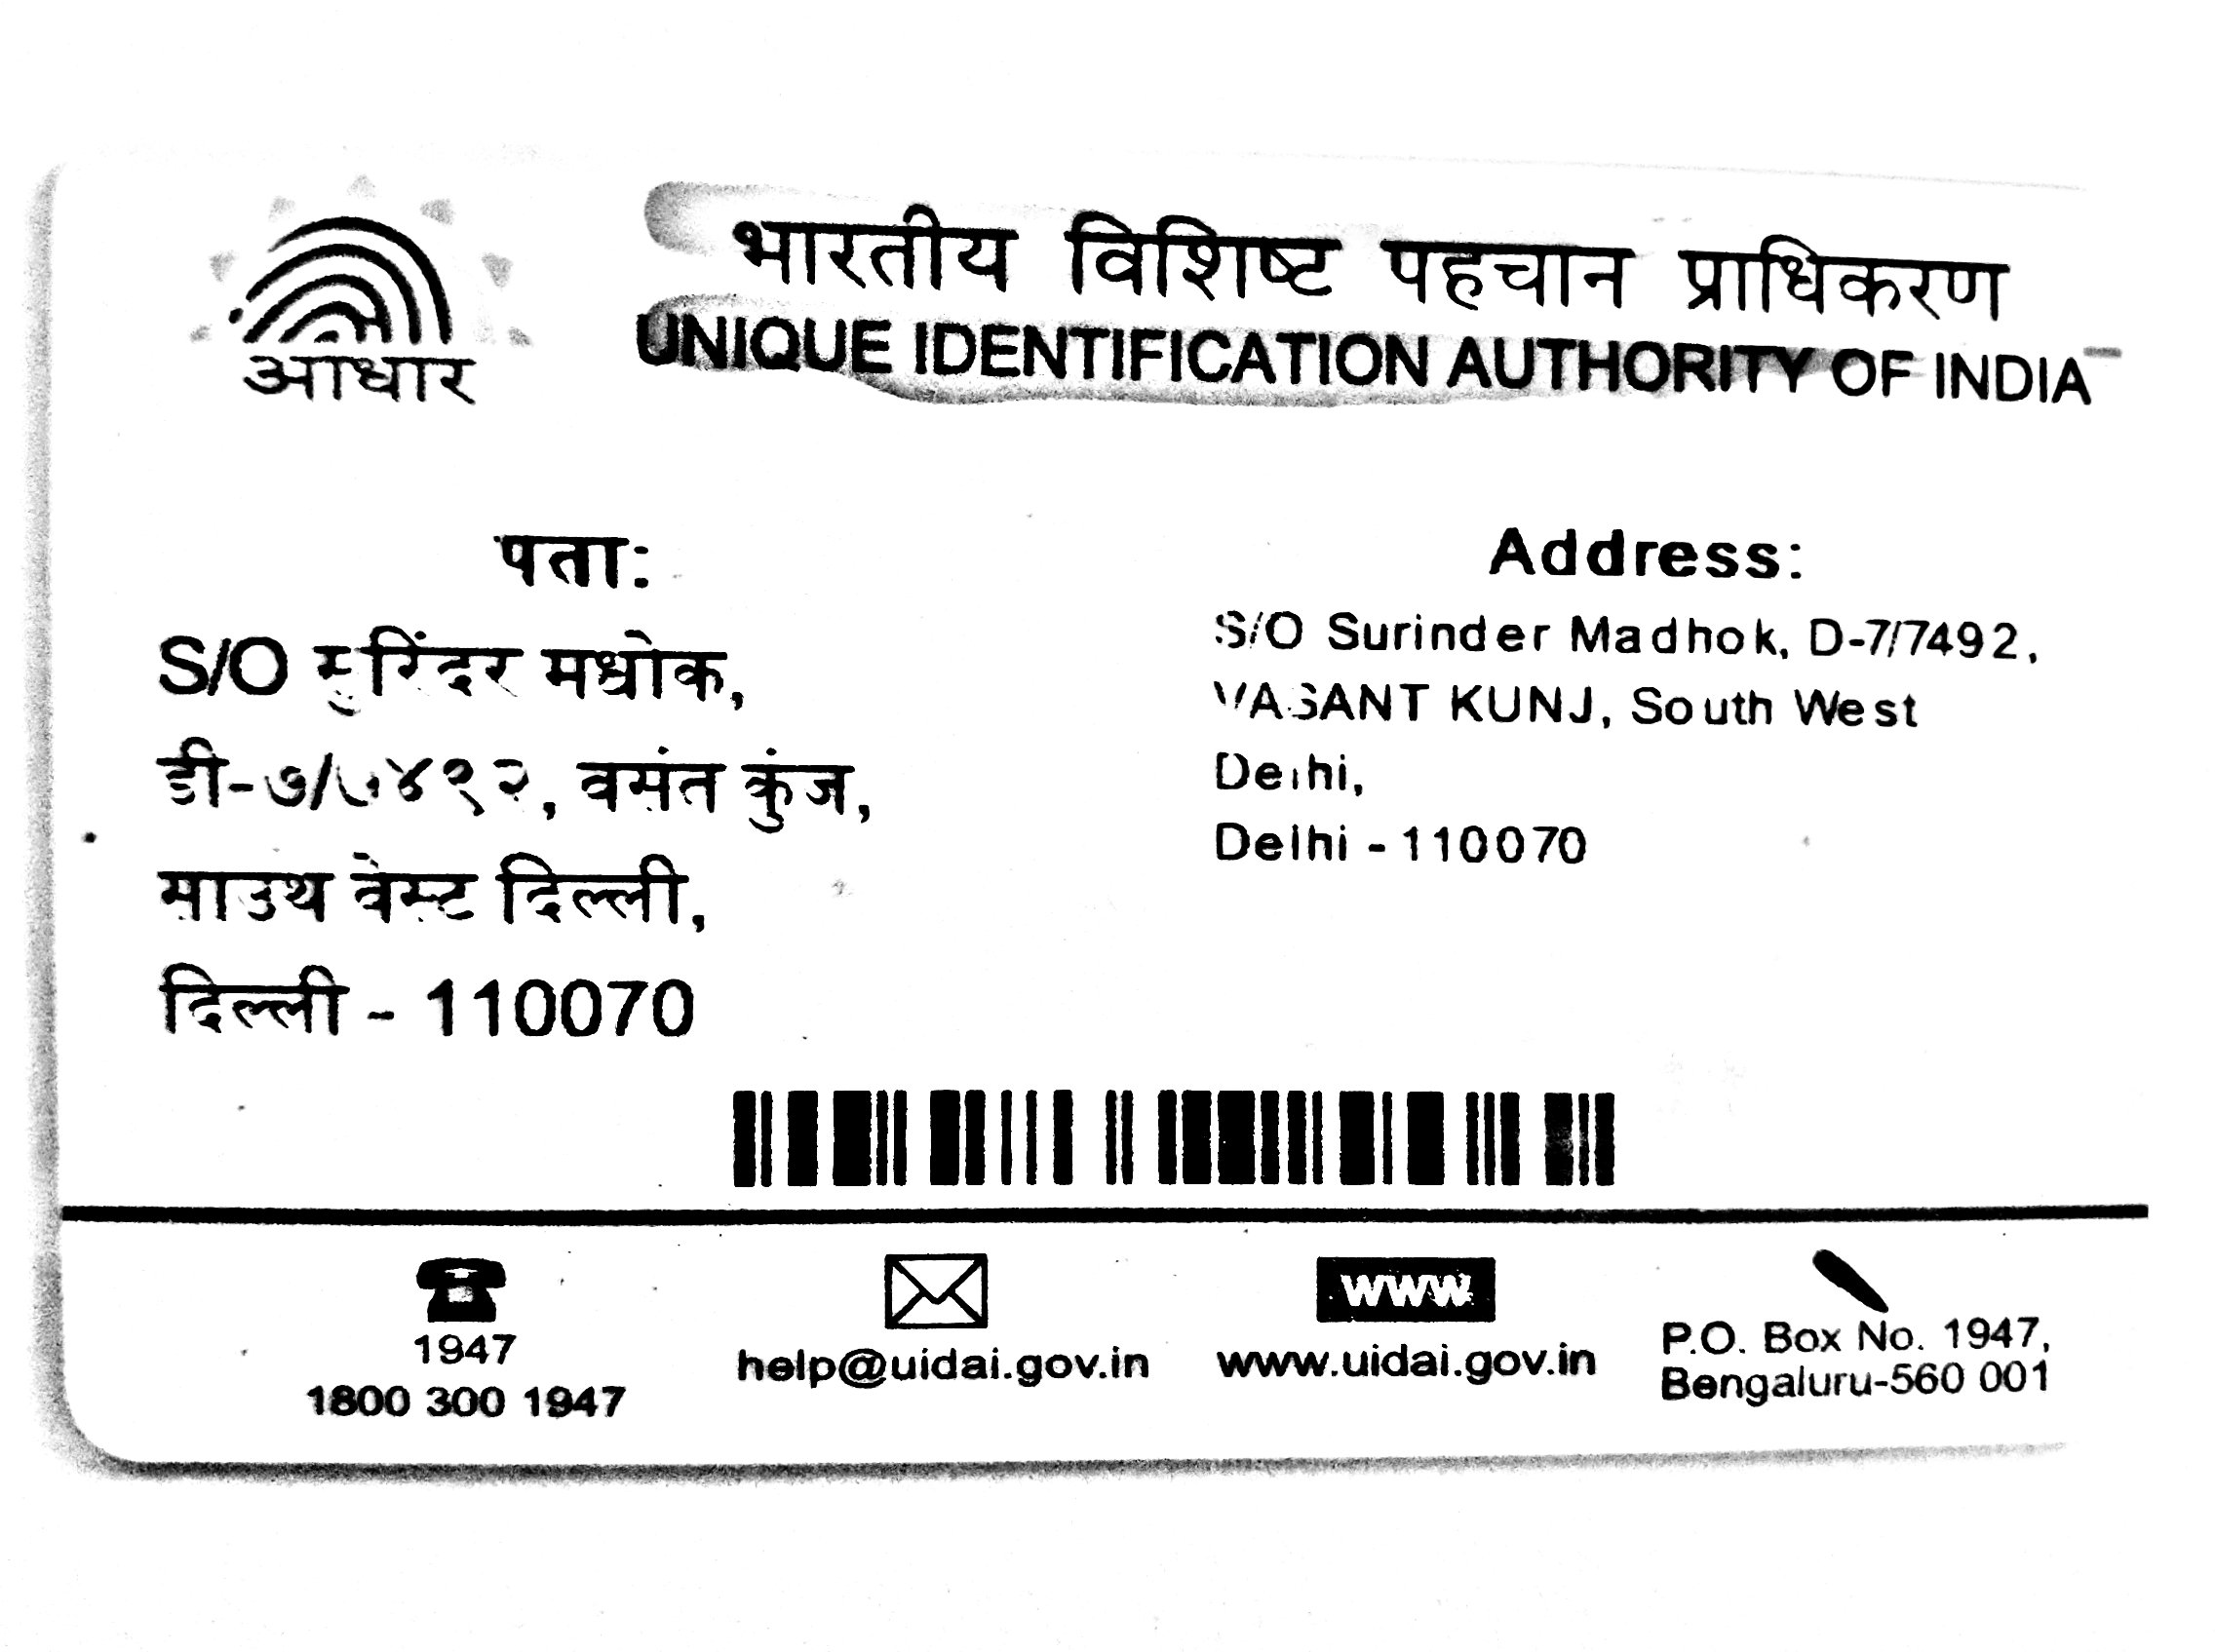 आधार
भारतीय विशिष्ट पहचान प्राधिकरण
UNIQUE IDENTIFICATION AUTHORITY OF INDIA
पता:
S/O सुरिंदर मधोक,
डी-७/७४९२, वसंत कुंज,
साउथ वेस्ट दिल्ली,
दिल्ली - 110070
Address:
S/O Surinder Madhok, D-7/7492,
VASANT KUNJ, South West
Delhi,
Delhi - 110070
1947
1800 300 1947
help@uidai.gov.in
www
www.uidai.gov.in
P.O. Box No. 1947,
Bengaluru-560 001